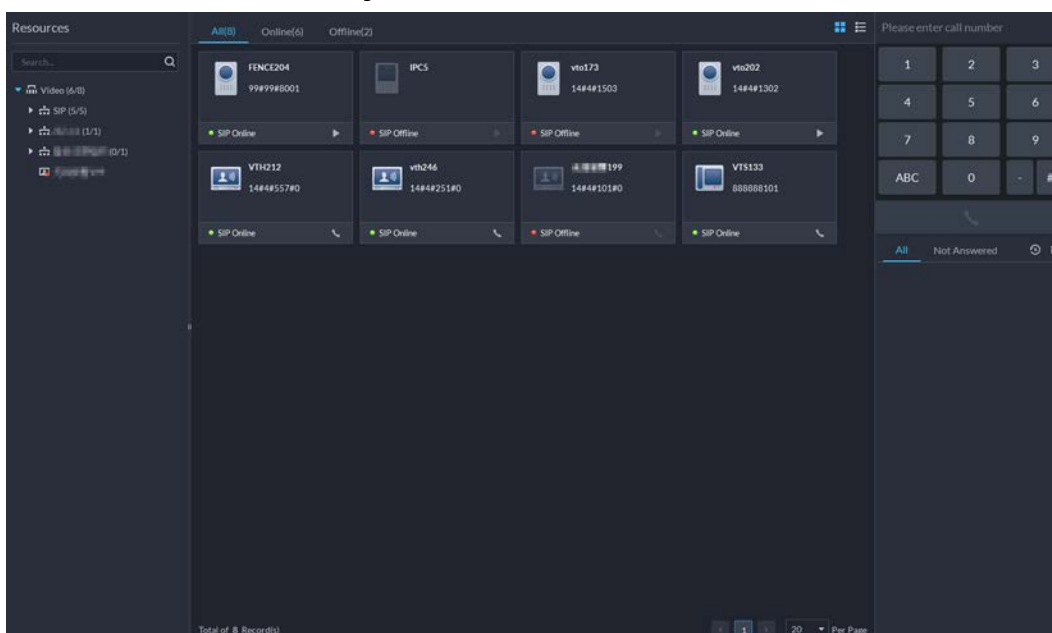 Resources
Search...
Video (6/8)
SIP (5/5)
(1/1)
(0/1)
All(8) Online(6) Offline(2)
FENCE204
99#99#8001
SIP Online
IPC5
SIP Offline
vto173
14#4#1503
SIP Offline
vto202
14#4#1302
SIP Online
VTH212
14#4#557#0
SIP Online
vth246
14#4#251#0
SIP Online
199
14#4#101#0
SIP Offline
VTS133
888888101
SIP Online
Total of 8 Record(s)
1
20 Per Page
Please enter call number
1 2 3
4 5 6
7 8 9
ABC 0 - #
All Not Answered